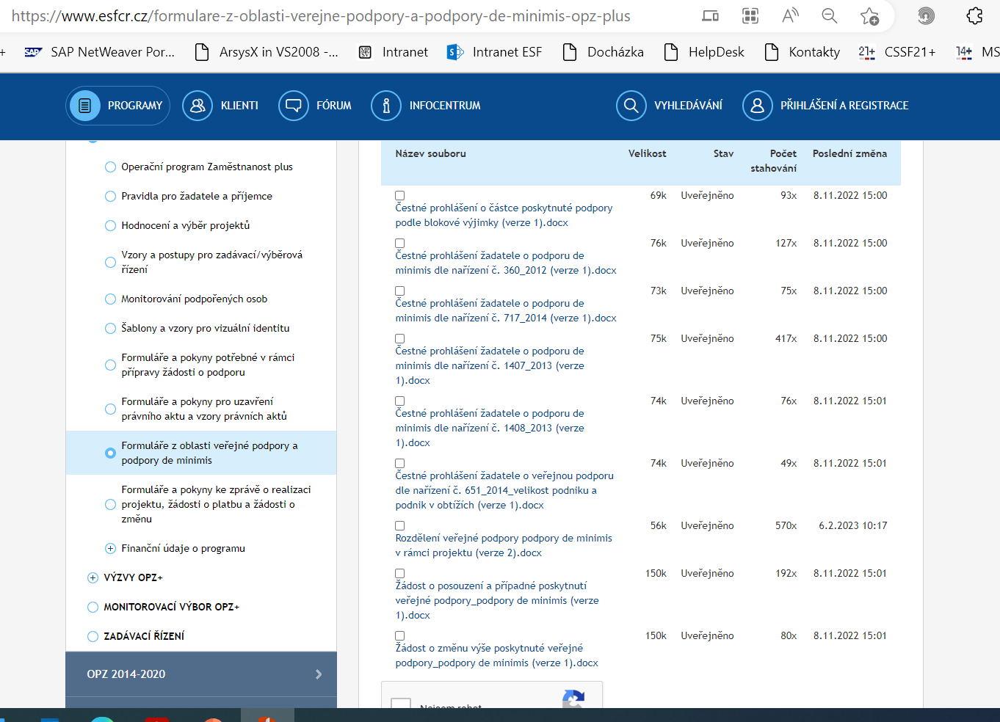 https://www.esfcr.cz/formulare-z-oblasti-verejne-podpory-a-podpory-de-minimis-opz-plus
SAP NetWeaver Por...
ArsysX in VS2008 -...
Intranet
Intranet ESF
Docházka
HelpDesk
Kontakty
21+ CSSF21+
14+ MS
PROGRAMY
KLIENTI
FÓRUM
INFOCENTRUM
VYHLEDÁVÁNÍ
PŘIHLÁŠENÍ A REGISTRACE
Operační program Zaměstnanost plus
Pravidla pro žadatele a příjemce
Hodnocení a výběr projektů
Vzory a postupy pro zadávací/výběrová
řízení
Monitorování podpořených osob
Šablony a vzory pro vizuální identitu
Formuláře a pokyny potřebné v rámci
přípravy žádosti o podporu
Formuláře a pokyny pro uzavření
právního aktu a vzory právních aktů
Formuláře z oblasti veřejné podpory a
podpory de minimis
Formuláře a pokyny ke zprávě o realizaci
projektu, žádosti o platbu a žádosti o
změnu
Finanční údaje o programu
VÝZVY OPZ+
MONITOROVACÍ VÝBOR OPZ+
ZADÁVACÍ ŘÍZENÍ
OPZ 2014-2020
Název souboru Velikost Stav Počet Poslední změna
stahování
69k Uveřejněno 93x 8.11.2022 15:00
Čestné prohlášení o částce poskytnuté podpory
podle blokové výjimky (verze 1).docx
76k Uveřejněno 127x 8.11.2022 15:00
Čestné prohlášení žadatele o podporu de
minimis dle nařízení č. 360_2012 (verze 1).docx
73k Uveřejněno 75x 8.11.2022 15:00
Čestné prohlášení žadatele o podporu de
minimis dle nařízení č. 717_2014 (verze 1).docx
75k Uveřejněno 417x 8.11.2022 15:00
Čestné prohlášení žadatele o podporu de
minimis dle nařízení č. 1407_2013 (verze
1).docx
74k Uveřejněno 76x 8.11.2022 15:01
Čestné prohlášení žadatele o podporu de
minimis dle nařízení č. 1408_2013 (verze
1).docx
74k Uveřejněno 49x 8.11.2022 15:01
Čestné prohlášení žadatele o veřejnou podporu
dle nařízení č. 651_2014_velikost podniku a
podnik v obtížích (verze 1).docx
56k Uveřejněno 570x 6.2.2023 10:17
Rozdělení veřejné podpory podpory de minimis
v rámci projektu (verze 2).docx
150k Uveřejněno 192x 8.11.2022 15:01
Žádost o posouzení a případné poskytnutí
veřejné podpory_podpory de minimis (verze
1).docx
150k Uveřejněno 80x 8.11.2022 15:01
Žádost o změnu výše poskytnuté veřejné
podpory_podpory de minimis (verze 1).docx
Nejsem robot